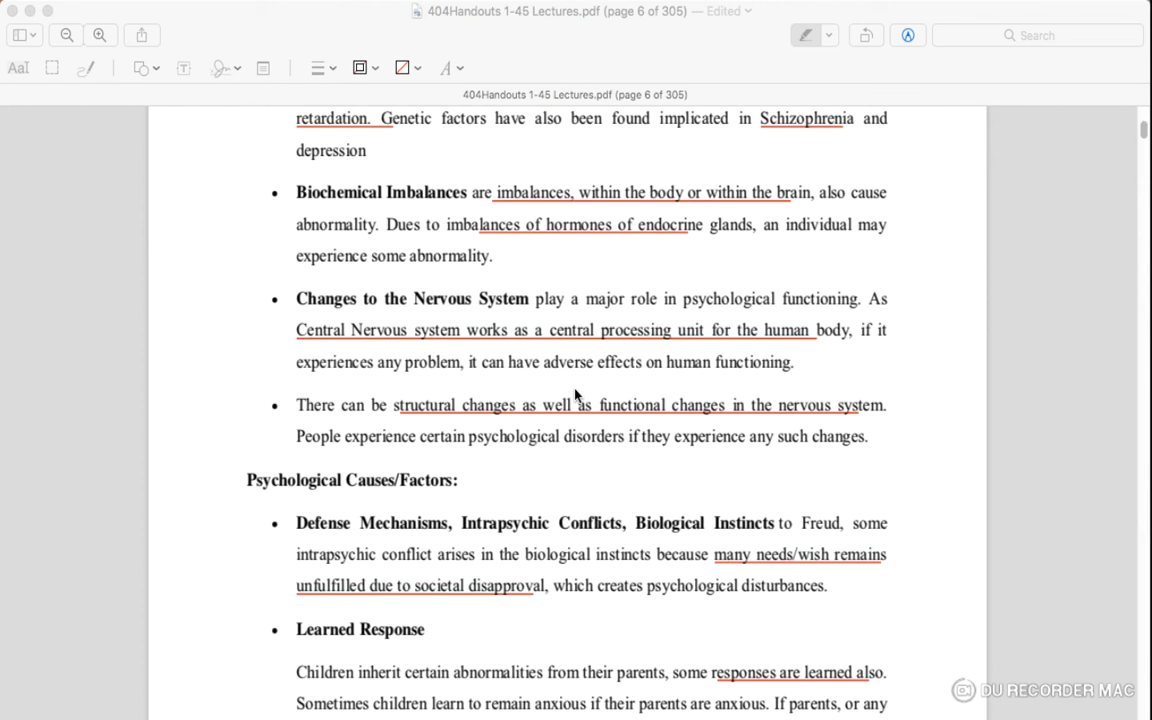 404Handouts 1-45 Lectures.pdf (page 6 of 305) — Edited
Search
AaI
T
A
404Handouts 1-45 Lectures.pdf (page 6 of 305)
retardation. Genetic factors have also been found implicated in Schizophrenia and
depression
• Biochemical Imbalances are imbalances, within the body or within the brain, also cause
abnormality. Dues to imbalances of hormones of endocrine glands, an individual may
experience some abnormality.
• Changes to the Nervous System play a major role in psychological functioning. As
Central Nervous system works as a central processing unit for the human body, if it
experiences any problem, it can have adverse effects on human functioning.
• There can be structural changes as well as functional changes in the nervous system.
People experience certain psychological disorders if they experience any such changes.
Psychological Causes/Factors:
• Defense Mechanisms, Intrapsychic Conflicts, Biological Instincts to Freud, some
intrapsychic conflict arises in the biological instincts because many needs/wish remains
unfulfilled due to societal disapproval, which creates psychological disturbances.
• Learned Response
Children inherit certain abnormalities from their parents, some responses are learned also.
Sometimes children learn to remain anxious if their parents are anxious. If parents, or any
DU RECORDER MAC